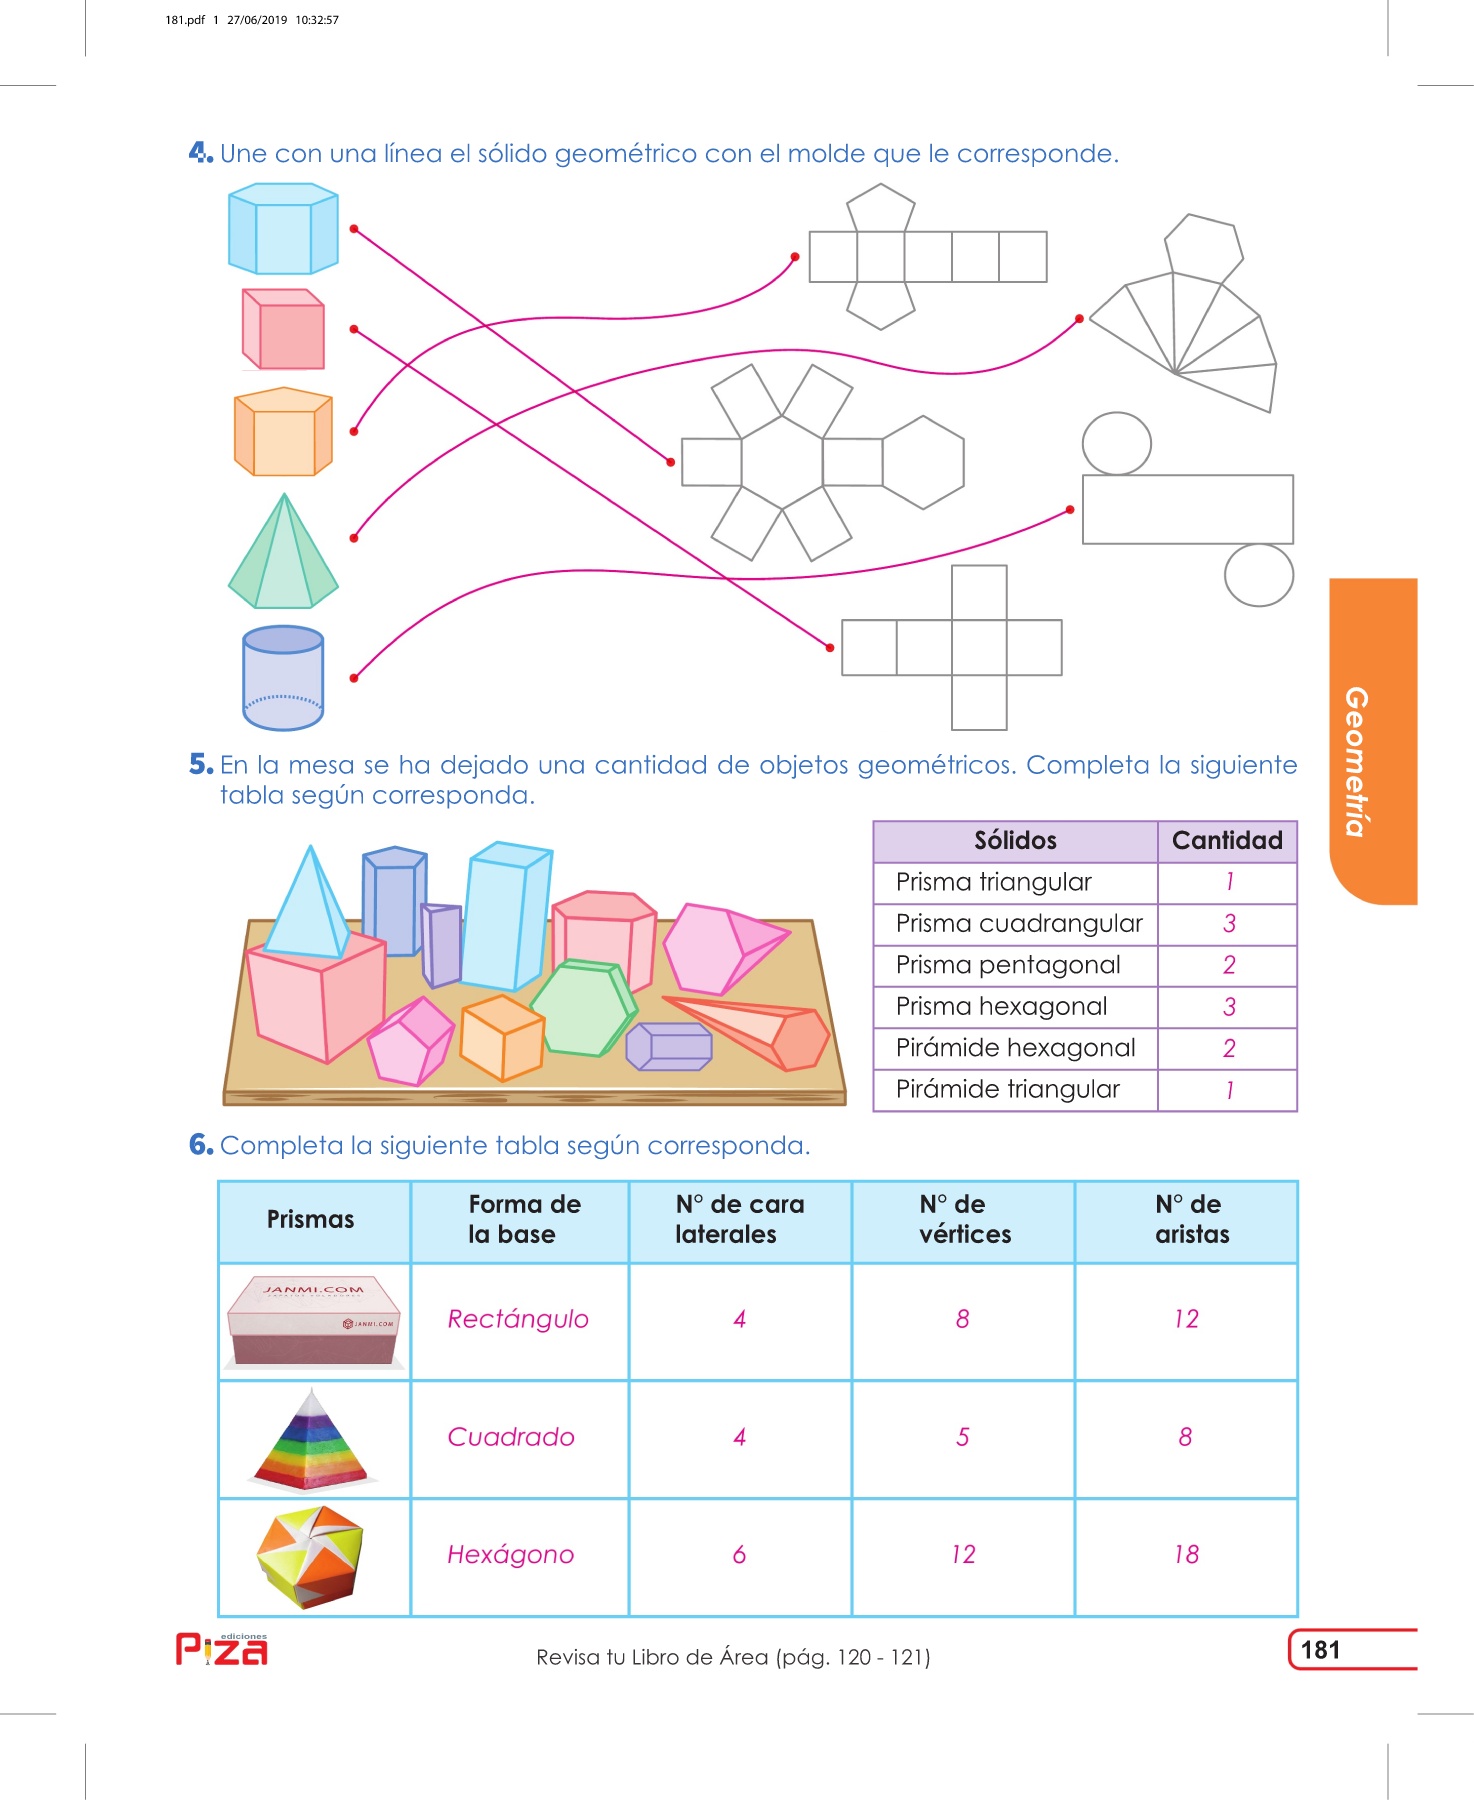 181.pdf 1 27/06/2019 10:32:57
4. Une con una línea el sólido geométrico con el molde que le corresponde.
5. En la mesa se ha dejado una cantidad de objetos geométricos. Completa la siguiente
tabla según corresponda.
Sólidos Cantidad
Prisma triangular 1
Prisma cuadrangular 3
Prisma pentagonal 2
Prisma hexagonal 3
Pirámide hexagonal 2
Pirámide triangular 1
Geometría
6. Completa la siguiente tabla según corresponda.
Prismas
Forma de
la base
N° de cara
laterales
N° de
vértices
N° de
aristas
JANMI.COM
JANMI.COM
Rectángulo 4 8 12
Cuadrado 4 5 8
Hexágono 6 12 18
ediciones
Piza
Revisa tu Libro de Área (pág. 120 - 121)
181